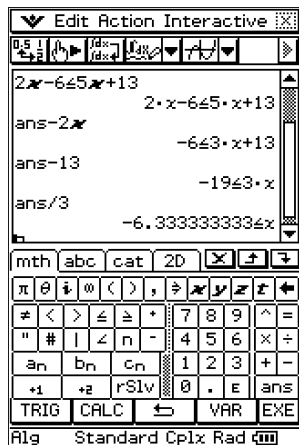 Edit Action Interactive
2x-6≤5x+13
2·x-6≤5·x+13
ans-2x
-6≤3·x+13
ans-13
-19≤3·x
ans/3
-6.333333333≤x
mth abc cat 2D
π θ i ∞ ( ) , ⇒ x y z t ←
≠ < > ≤ ≥ 7 8 9 ^ =
" # | ∠ 4 5 6 × ÷
an bn cn 1 2 3 + -
+1 +2 rSlv 0 . E ans
TRIG CALC VAR EXE
Alg Standard Cplx Rad